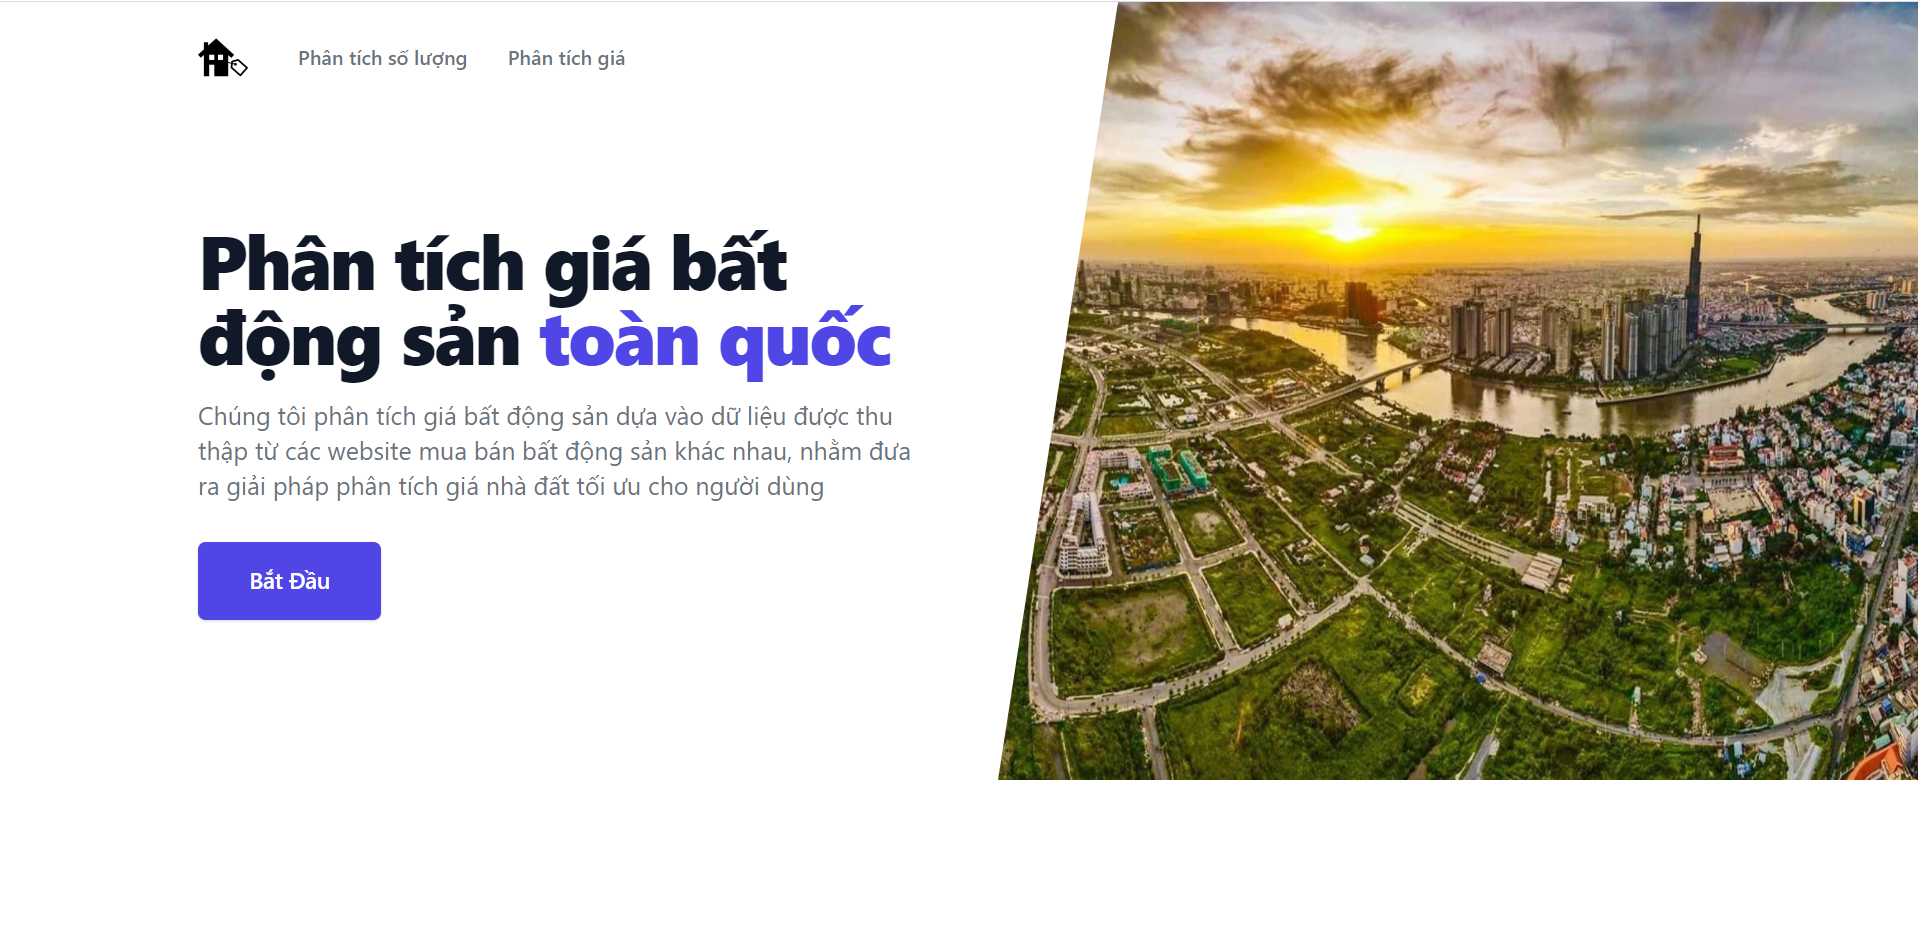 Phân tích số lượng
Phân tích giá
Phân tích giá bất
động sản toàn quốc
Chúng tôi phân tích giá bất động sản dựa vào dữ liệu được thu
thập từ các website mua bán bất động sản khác nhau, nhằm đưa
ra giải pháp phân tích giá nhà đất tối ưu cho người dùng
Bắt Đầu